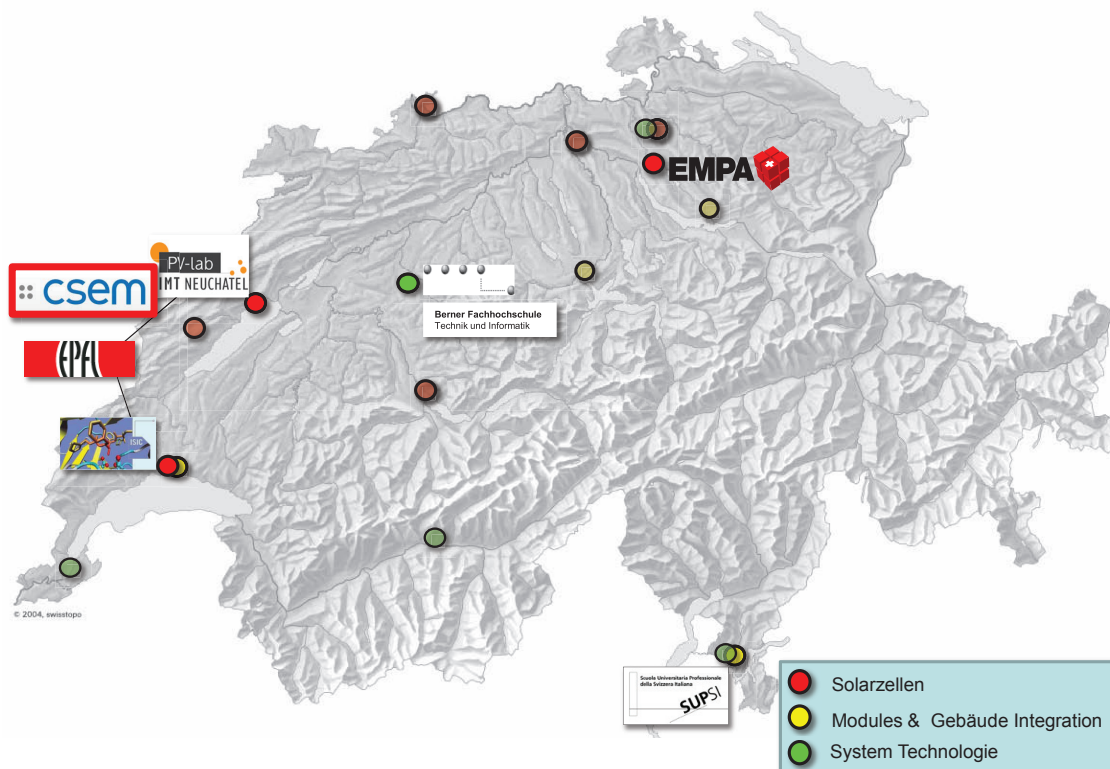 EMPA
PV-lab
IMT NEUCHATEL
csem
Berner Fachhochschule
Technik und Informatik
EPFL
ISIC
© 2004, swisstopo
Scuola Universitaria Professionale
della Svizzera Italiana
SUPSI
Solarzellen
Modules & Gebäude Integration
System Technologie